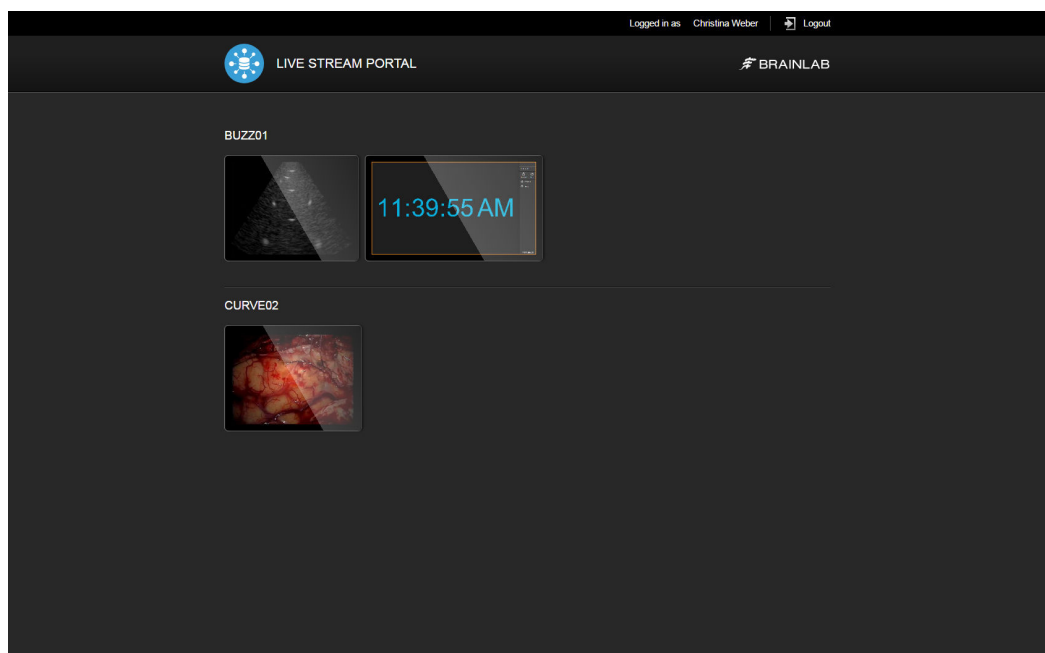 Logged in as Christina Weber Logout
LIVE STREAM PORTAL
BRAINLAB
BUZZ01
11:39:55 AM
CURVE02